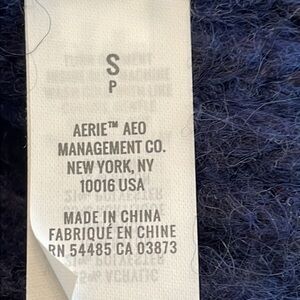 S
P
AERIE™ AEO
MANAGEMENT CO.
NEW YORK, NY
10016 USA
MADE IN CHINA
FABRIQUÉ EN CHINE
RN 54485 CA 03873